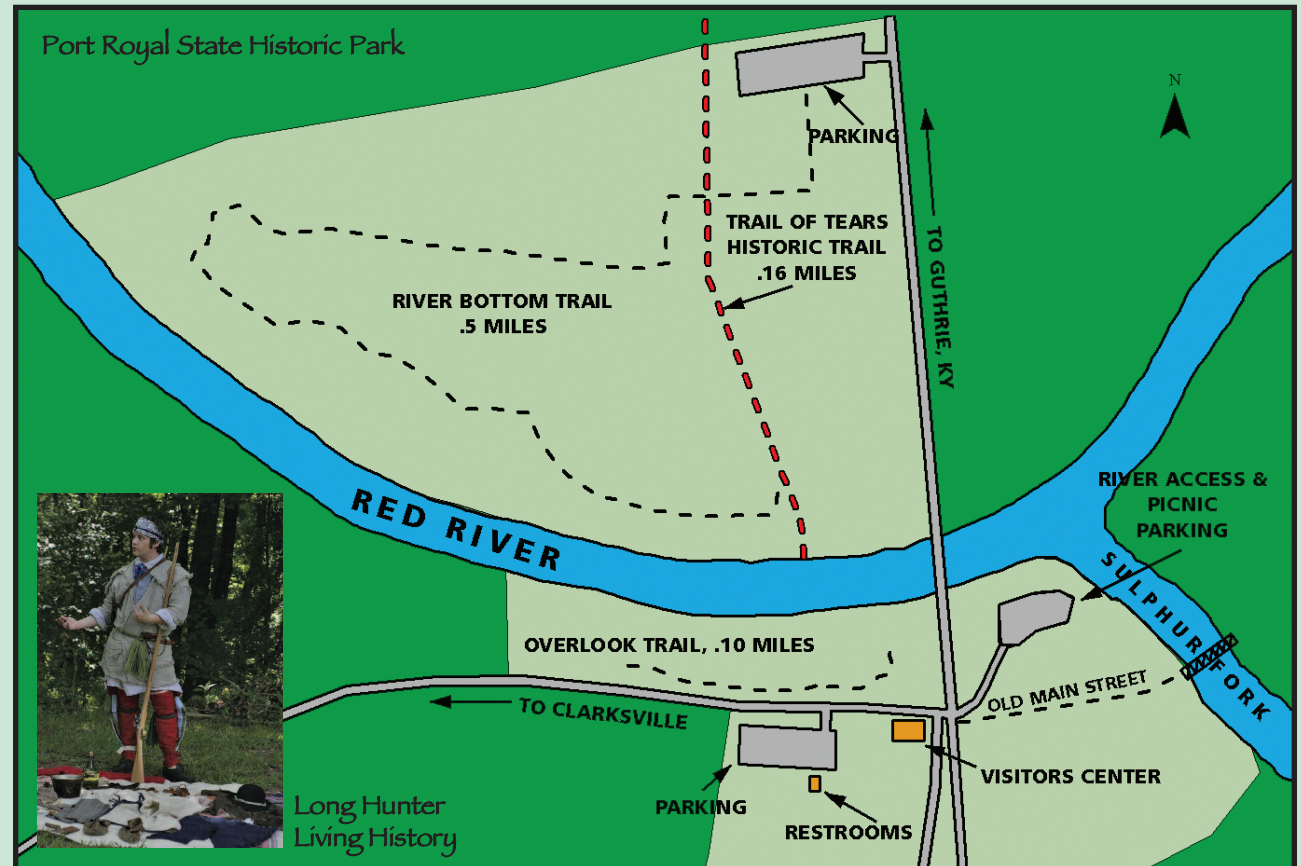 Port Royal State Historic Park
N
PARKING
TRAIL OF TEARS
HISTORIC TRAIL
.16 MILES
TO GUTHRIE, KY
RIVER BOTTOM TRAIL
.5 MILES
RED RIVER
RIVER ACCESS &
PICNIC
PARKING
SULPHUR FORK
OVERLOOK TRAIL, .10 MILES
OLD MAIN STREET
TO CLARKSVILLE
VISITORS CENTER
PARKING
RESTROOMS
Long Hunter
Living History